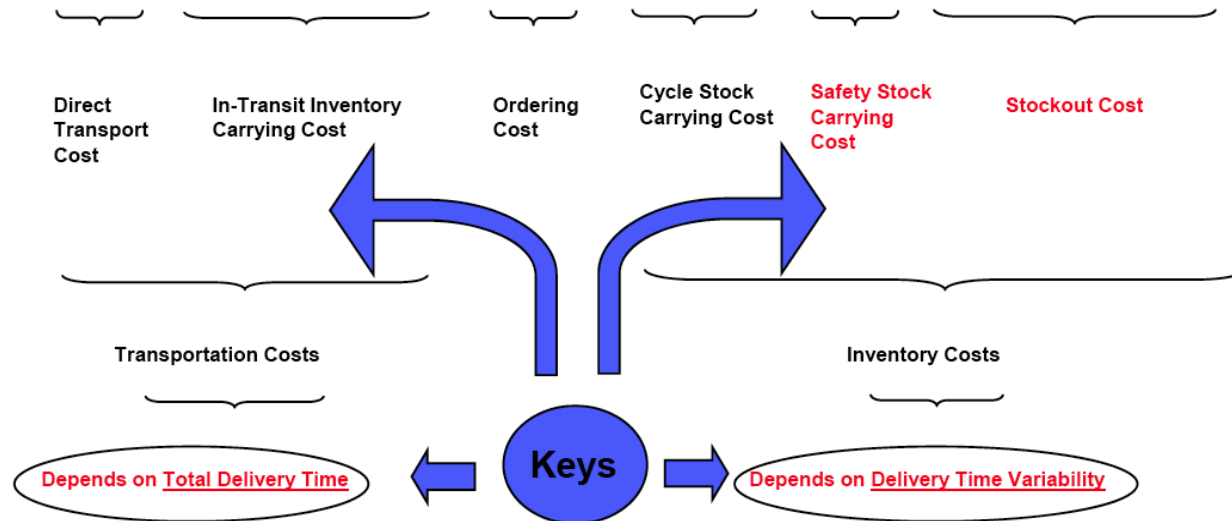 Direct
Transport
Cost
In-Transit Inventory
Carrying Cost
Ordering
Cost
Cycle Stock
Carrying Cost
Safety Stock
Carrying
Cost
Stockout Cost
Transportation Costs
Inventory Costs
Depends on Total Delivery Time
Keys
Depends on Delivery Time Variability